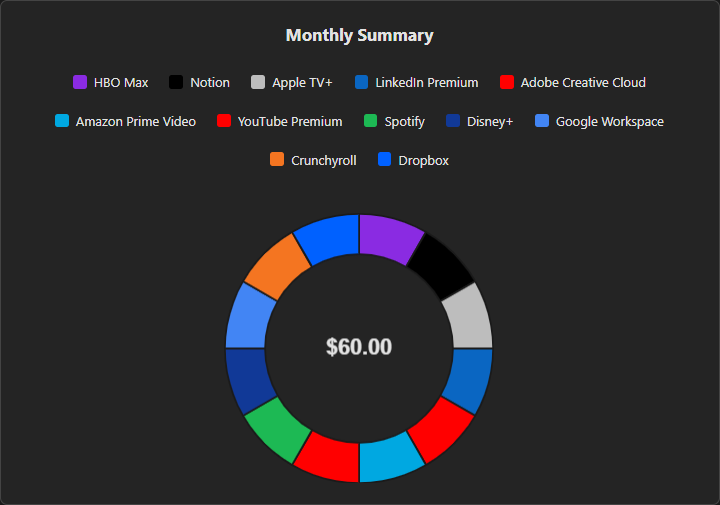 Monthly Summary
HBO Max Notion Apple TV+ LinkedIn Premium Adobe Creative Cloud
Amazon Prime Video YouTube Premium Spotify Disney+ Google Workspace
Crunchyroll Dropbox
$60.00